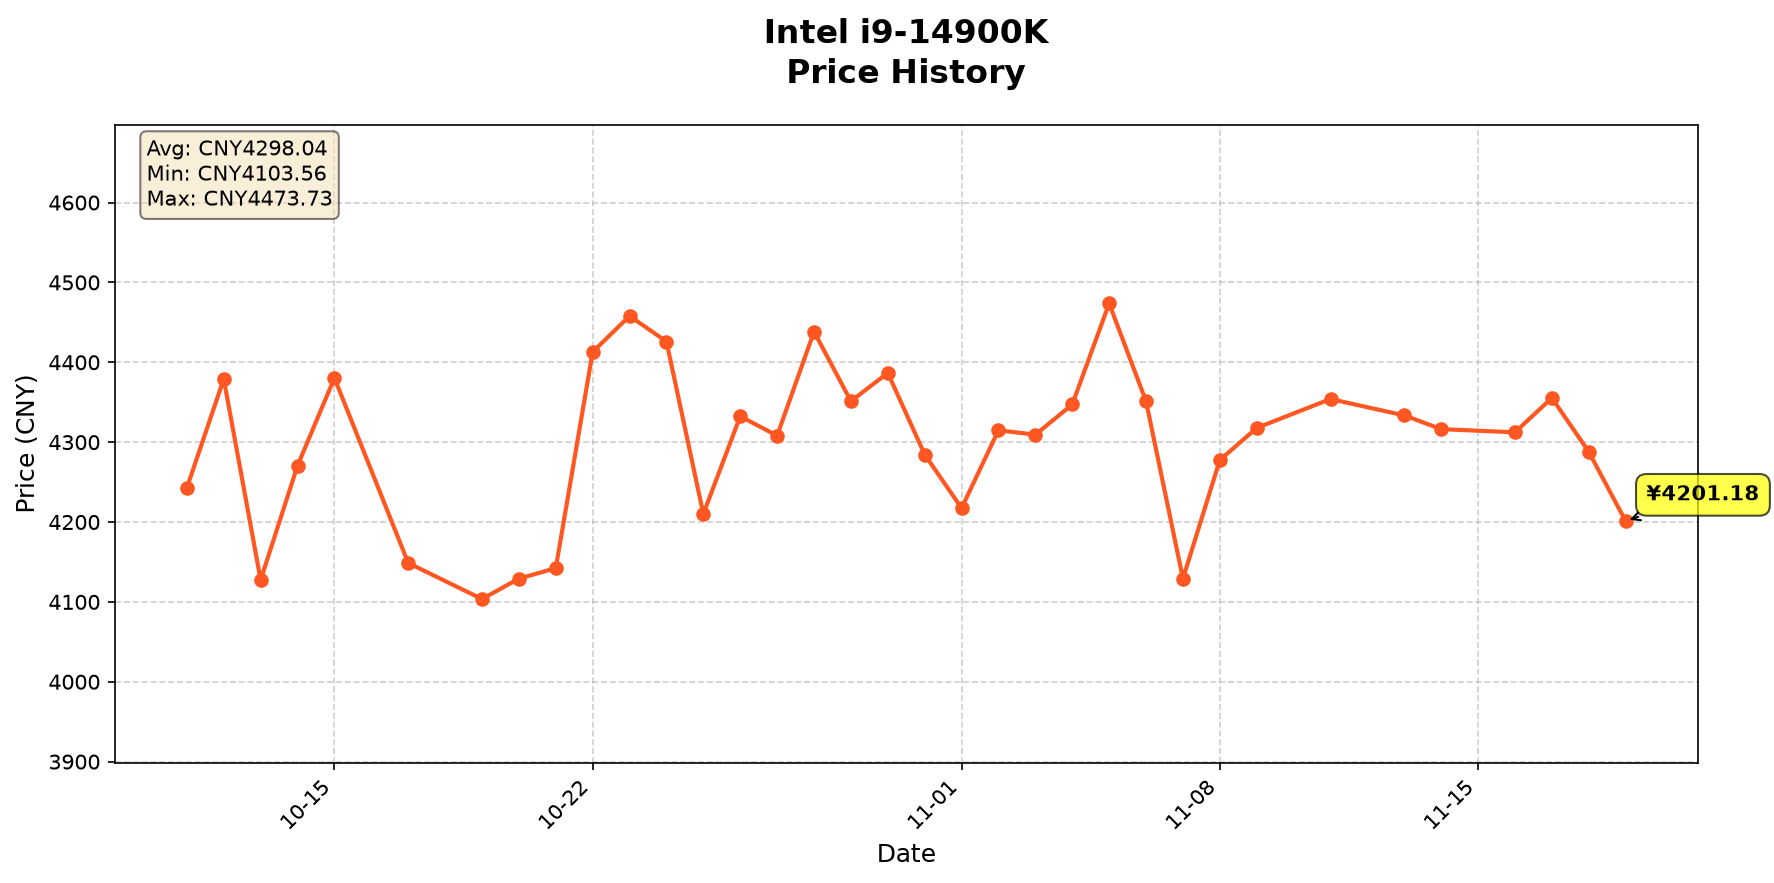 Intel i9-14900K
Price History
Avg: CNY4298.04
Min: CNY4103.56
Max: CNY4473.73
Price (CNY)
4600
4500
4400
4300
4200
4100
4000
3900
¥4201.18
10-15
10-22
11-01
11-08
11-15
Date